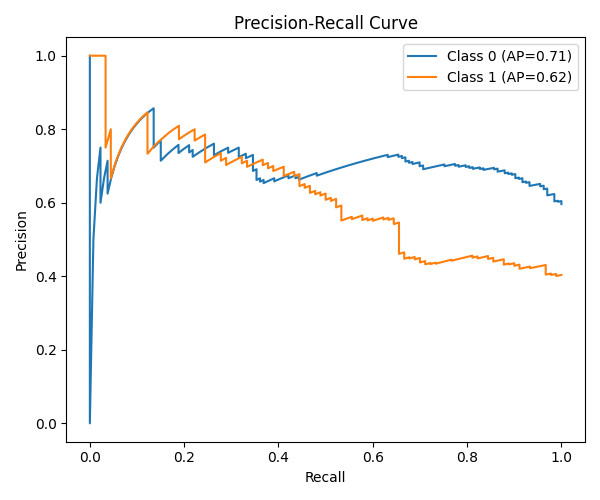 Precision-Recall Curve
Class 0 (AP=0.71)
Class 1 (AP=0.62)
1.0
0.8
0.6
0.4
0.2
0.0
Precision
0.0 0.2 0.4 0.6 0.8 1.0
Recall